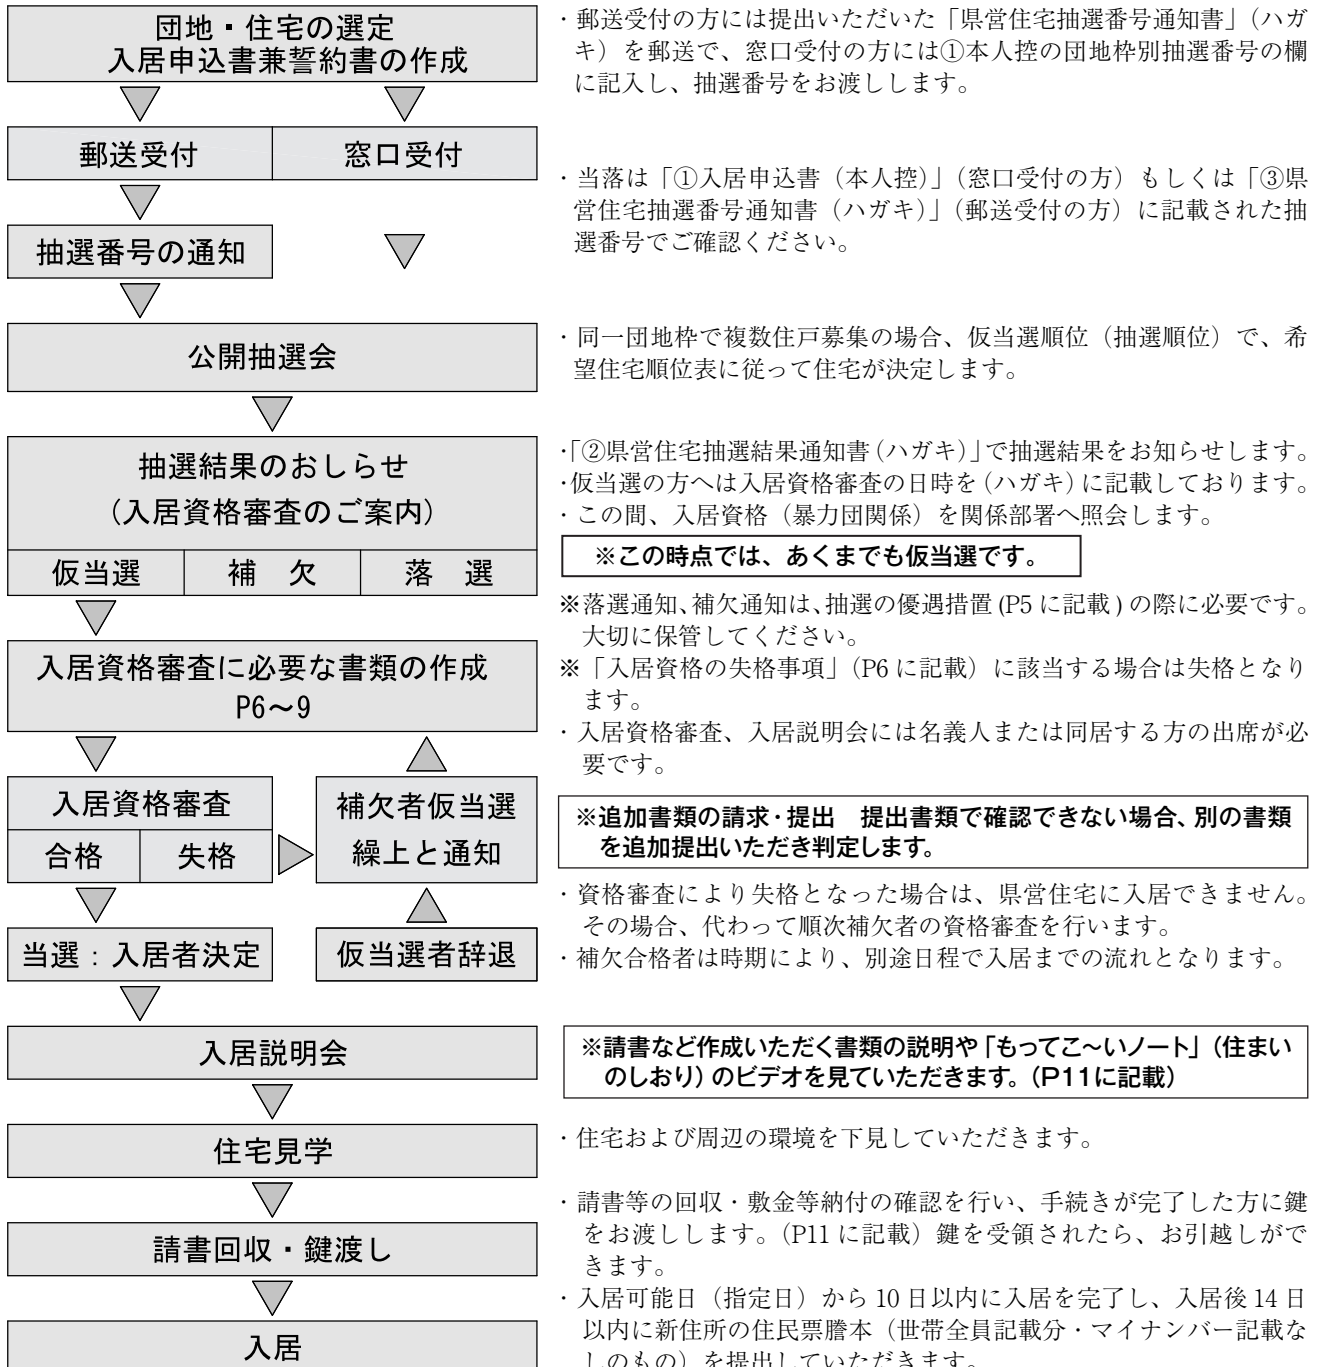 団地・住宅の選定
入居申込書兼誓約書の作成
郵送受付
窓口受付
抽選番号の通知
公開抽選会
抽選結果のおしらせ
(入居資格審査のご案内)
仮当選
補　欠
落　選
入居資格審査に必要な書類の作成
P6～9
入居資格審査
合格
失格
補欠者仮当選
繰上と通知
当選：入居者決定
仮当選者辞退
入居説明会
住宅見学
請書回収・鍵渡し
入居
・郵送受付の方には提出いただいた「県営住宅抽選番号通知書」（ハガ
キ）を郵送で、窓口受付の方には①本人控の団地枠別抽選番号の欄
に記入し、抽選番号をお渡しします。
・当落は「①入居申込書（本人控）」（窓口受付の方）もしくは「③県
営住宅抽選番号通知書（ハガキ）」（郵送受付の方）に記載された抽
選番号でご確認ください。
・同一団地枠で複数住戸募集の場合、仮当選順位（抽選順位）で、希
望住宅順位表に従って住宅が決定します。
・「②県営住宅抽選結果通知書（ハガキ）」で抽選結果をお知らせします。
・仮当選の方へは入居資格審査の日時を（ハガキ）に記載しております。
・この間、入居資格（暴力団関係）を関係部署へ照会します。
※この時点では、あくまでも仮当選です。
※落選通知、補欠通知は、抽選の優遇措置 (P5 に記載 ) の際に必要です。
大切に保管してください。
※「入居資格の失格事項」（P6 に記載）に該当する場合は失格となり
ます。
・入居資格審査、入居説明会には名義人または同居する方の出席が必
要です。
※追加書類の請求・提出　提出書類で確認できない場合、別の書類
を追加提出いただき判定します。
・資格審査により失格となった場合は、県営住宅に入居できません。
その場合、代わって順次補欠者の資格審査を行います。
・補欠合格者は時期により、別途日程で入居までの流れとなります。
※請書など作成いただく書類の説明や「もってこ～いノート」（住まい
のしおり）のビデオを見ていただきます。（P11に記載）
・住宅および周辺の環境を下見していただきます。
・請書等の回収・敷金等納付の確認を行い、手続きが完了した方に鍵
をお渡しします。（P11 に記載）鍵を受領されたら、お引越しがで
きます。
・入居可能日（指定日）から 10 日以内に入居を完了し、入居後 14 日
以内に新住所の住民票謄本（世帯全員記載分・マイナンバー記載な
しのもの）を提出していただきます。